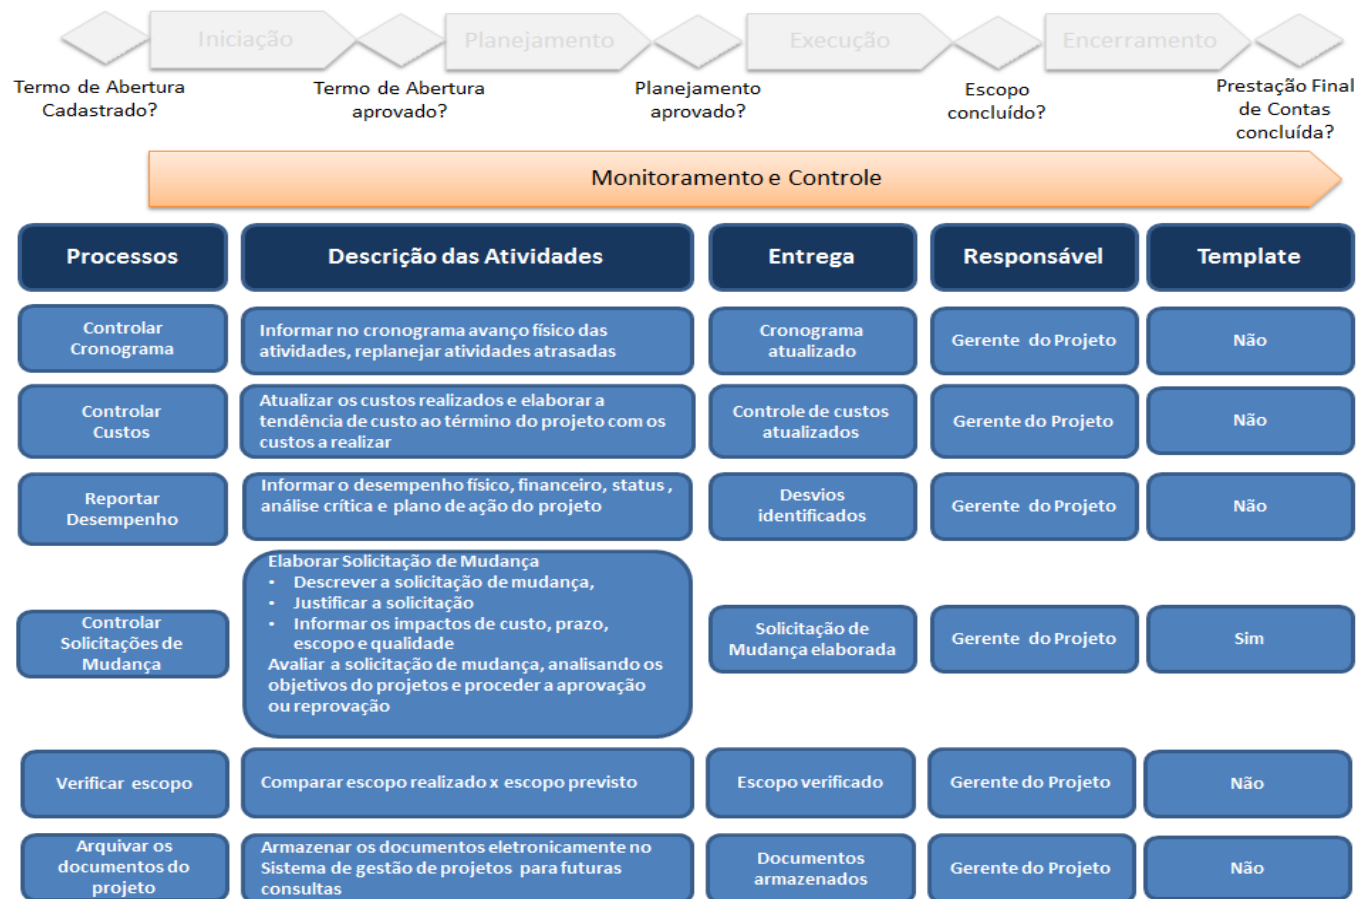 Iniciação
Planejamento
Execução
Encerramento
Termo de Abertura
Cadastrado?
Termo de Abertura
aprovado?
Planejamento
aprovado?
Escopo
concluído?
Prestação Final
de Contas
concluída?
Monitoramento e Controle
Processos
Descrição das Atividades
Entrega
Responsável
Template
Controlar
Cronograma
Informar no cronograma avanço físico das
atividades, replanejar atividades atrasadas
Cronograma
atualizado
Gerente do Projeto
Não
Controlar
Custos
Atualizar os custos realizados e elaborar a
tendência de custo ao término do projeto com os
custos a realizar
Controle de custos
atualizados
Gerente do Projeto
Não
Reportar
Desempenho
Informar o desempenho físico, financeiro, status ,
análise crítica e plano de ação do projeto
Desvios
identificados
Gerente do Projeto
Não
Controlar
Solicitações de
Mudança
Elaborar Solicitação de Mudança
• Descrever a solicitação de mudança,
• Justificar a solicitação
• Informar os impactos de custo, prazo,
escopo e qualidade
Avaliar a solicitação de mudança, analisando os
objetivos do projetos e proceder a aprovação
ou reprovação
Solicitação de
Mudança elaborada
Gerente do Projeto
Sim
Verificar escopo
Comparar escopo realizado x escopo previsto
Escopo verificado
Gerente do Projeto
Não
Arquivar os
documentos do
projeto
Armazenar os documentos eletronicamente no
Sistema de gestão de projetos para futuras
consultas
Documentos
armazenados
Gerente do Projeto
Não